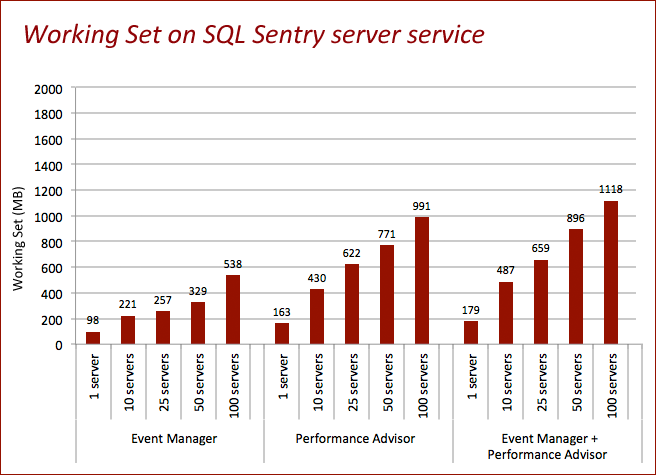 Working Set on SQL Sentry server service
Working Set (MB)
2000
1800
1600
1400
1200
1000
800
600
400
200
0
98
221
257
329
538
163
430
622
771
991
179
487
659
896
1118
1 server
10 servers
25 servers
50 servers
100 servers
1 server
10 servers
25 servers
50 servers
100 servers
1 server
10 servers
25 servers
50 servers
100 servers
Event Manager
Performance Advisor
Event Manager +
Performance Advisor